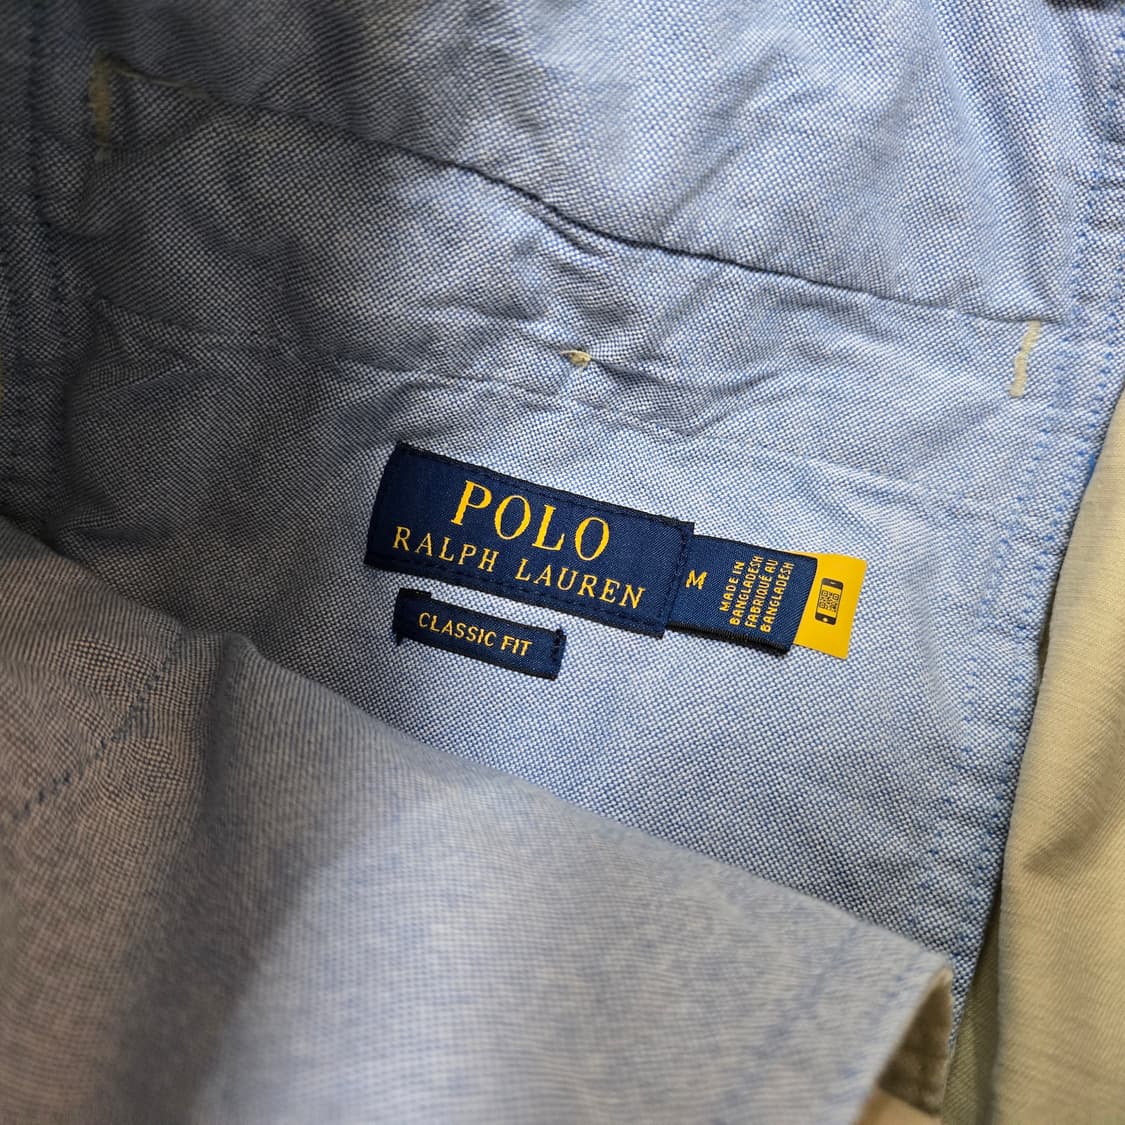 POLO
RALPH LAUREN
M
MADE IN
BANGLADESH
FABRIQUÉ AU
BANGLADESH
CLASSIC FIT